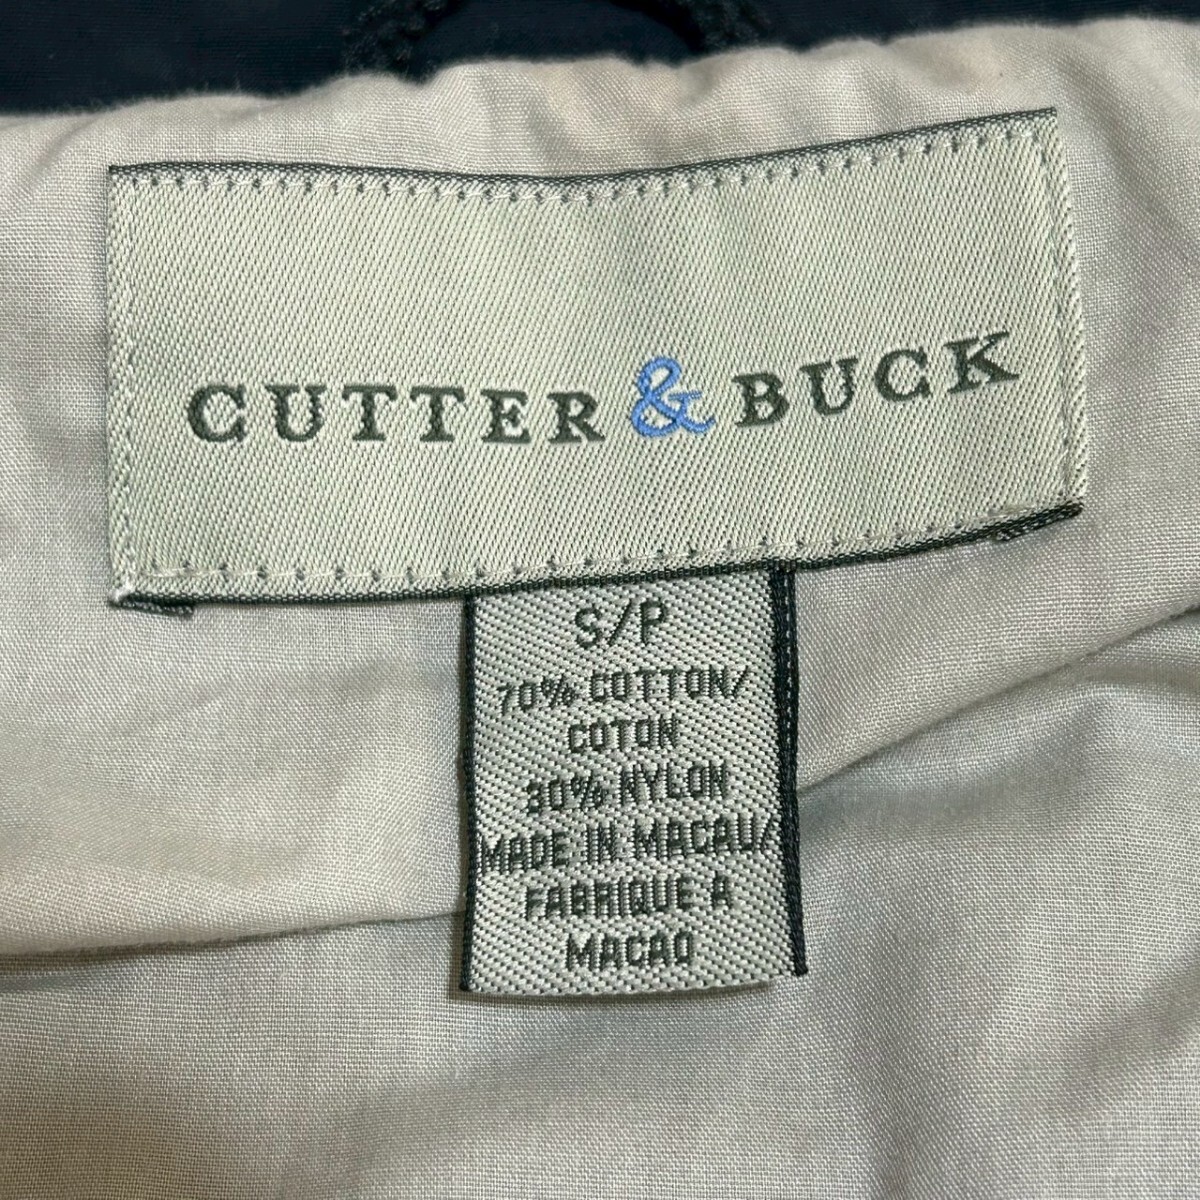 CUTTER & BUCK
S/P
70% COTTON/
COTON
30% NYLON
MADE IN MACAU/
FABRIQUE A
MACAO